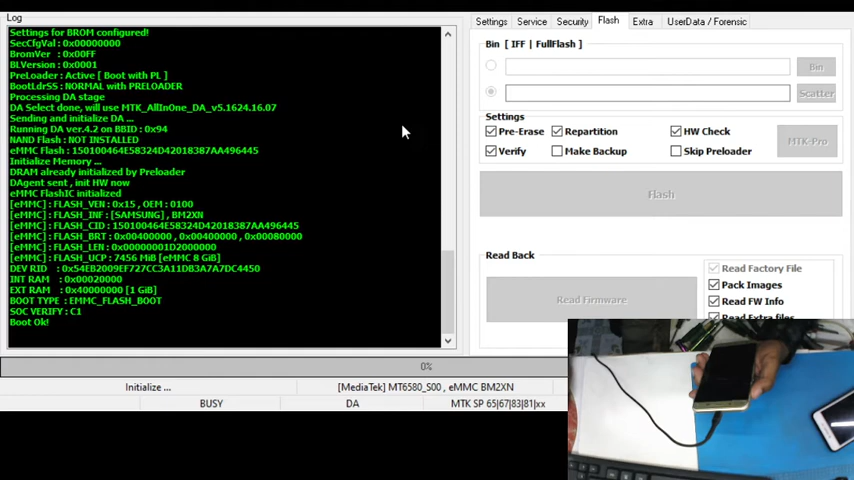 Log
Settings for BROM configured!
SecCfgVal : 0x00000000
BromVer : 0x00FF
BLVersion : 0x0001
PreLoader : Active [ Boot with PL ]
BootLdrSS : NORMAL with PRELOADER
Processing DA stage
DA Select done, will use MTK_AllInOne_DA_v5.1624.16.07
Sending and initialize DA ...
Running DA ver.4.2 on BBID : 0x94
NAND Flash : NOT INSTALLED
eMMC Flash : 150100464E58324D42018387AA496445
Initialize Memory ...
DRAM already initialized by Preloader
DAgent sent , init HW now
eMMC FlashIC initialized
[eMMC] : FLASH_VEN : 0x15 , OEM : 0100
[eMMC] : FLASH_INF : [SAMSUNG] , BM2XN
[eMMC] : FLASH_CID : 150100464E58324D42018387AA496445
[eMMC] : FLASH_BRT : 0x00400000 , 0x00400000 , 0x00080000
[eMMC] : FLASH_LEN : 0x00000001D2000000
[eMMC] : FLASH_UCP : 7456 MiB [eMMC 8 GiB]
DEV RID : 0x54EB2009EF727CC3A11DB3A7A7DC4450
INT RAM : 0x00020000
EXT RAM : 0x40000000 [1 GiB]
BOOT TYPE : EMMC_FLASH_BOOT
SOC VERIFY : C1
Boot Ok!
0%
Initialize ...
[MediaTek] MT6580_S00 , eMMC BM2XN
BUSY
DA
MTK SP 65|67|83|81|xx
Settings Service Security Flash Extra UserData / Forensic
Bin [ IFF | FullFlash ]
Bin
Scatter
Settings
Pre-Erase Repartition HW Check
MTK-Pro
Verify Make Backup Skip Preloader
Flash
Read Back
Read Firmware
Read Factory File
Pack Images
Read FW Info
Read Extra files